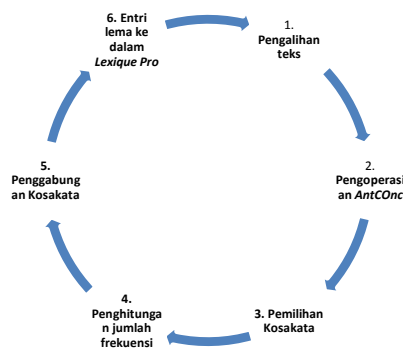 1.
Pengalihan
teks
2.
Pengoperasi
an AntCOnc
3. Pemilihan
Kosakata
4.
Penghitunga
n jumlah
frekuensi
5.
Penggabung
an Kosakata
6. Entri
lema ke
dalam
Lexique Pro